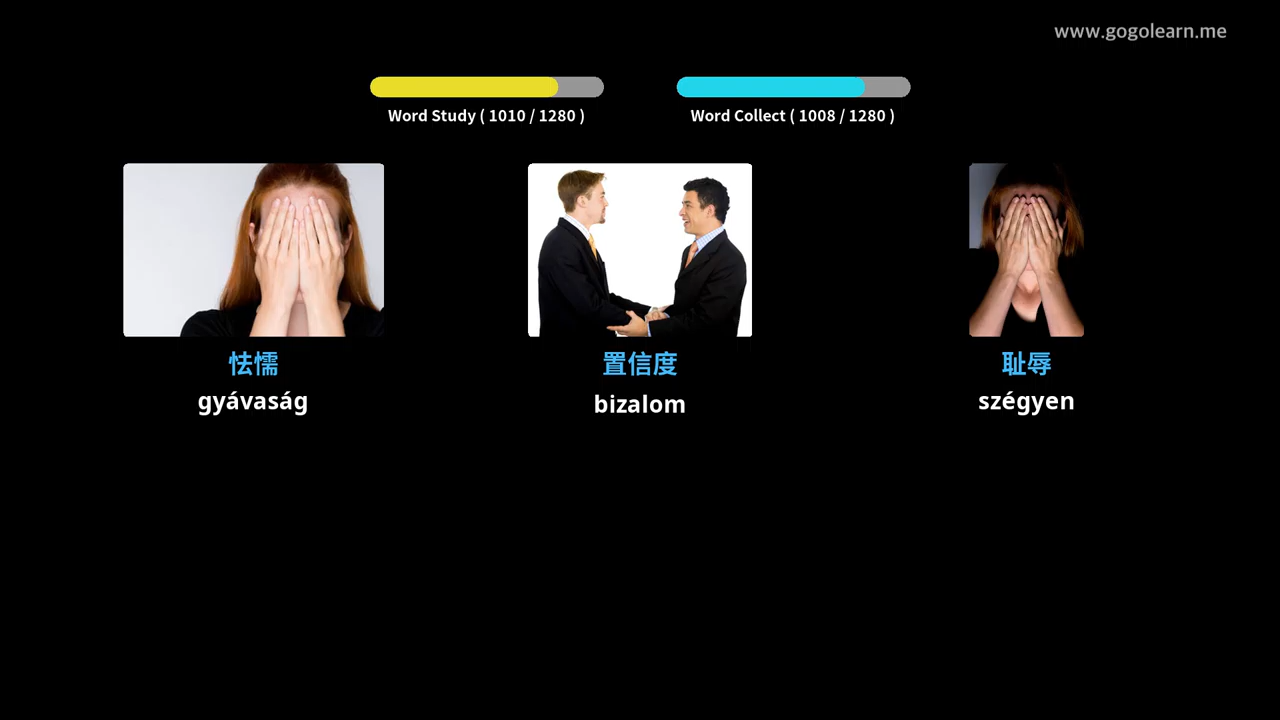 www.gogolearn.me
Word Study ( 1010 / 1280 )
Word Collect ( 1008 / 1280 )
怯懦
置信度
耻辱
gyávaság
bizalom
szégyen